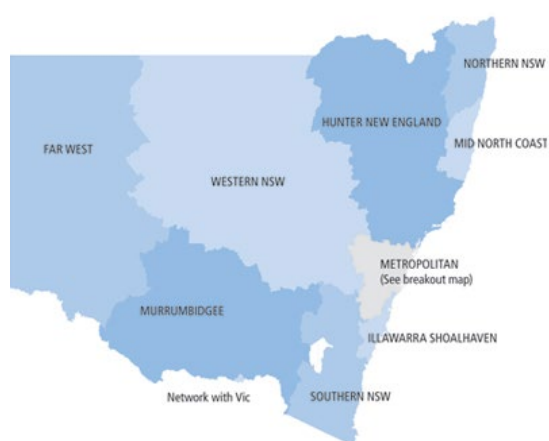 NORTHERN NSW
FAR WEST
HUNTER NEW ENGLAND
MID NORTH COAST
WESTERN NSW
METROPOLITAN
(See breakout map)
MURRUMBIDGEE
ILLAWARRA SHOALHAVEN
Network with Vic
SOUTHERN NSW